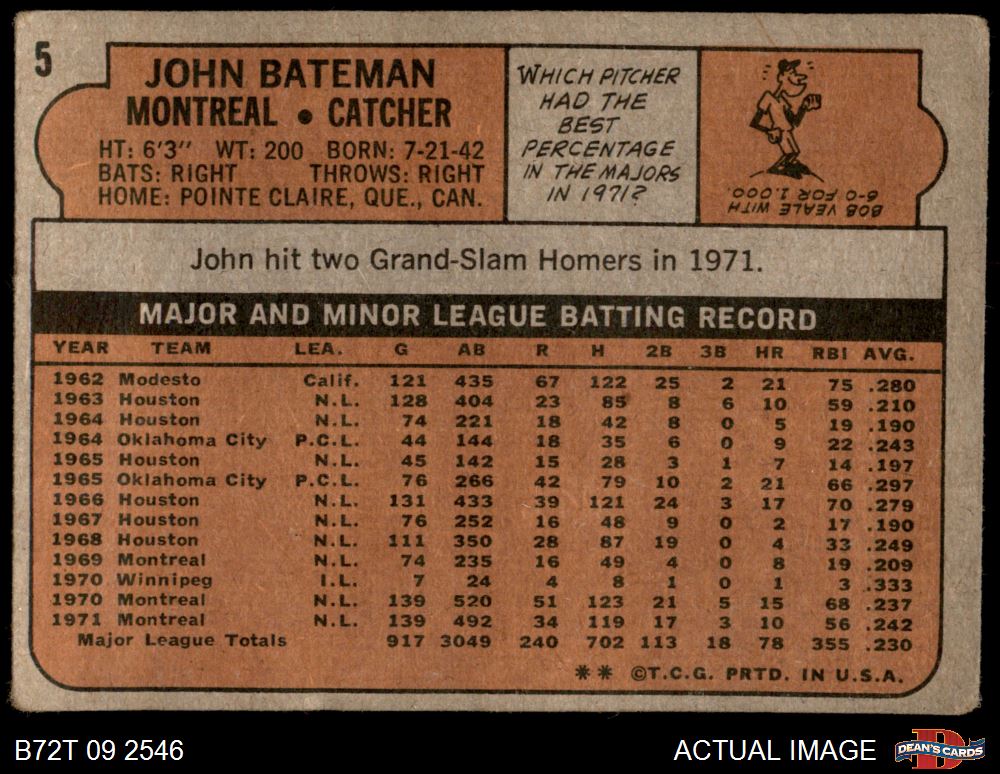 5
JOHN BATEMAN
MONTREAL • CATCHER
HT: 6'3" WT: 200 BORN: 7-21-42
BATS: RIGHT THROWS: RIGHT
HOME: POINTE CLAIRE, QUE., CAN.
WHICH PITCHER
HAD THE
BEST
PERCENTAGE
IN THE MAJORS
IN 1971?
BOB VEALE WITH
6-0 FOR 1.000.
John hit two Grand-Slam Homers in 1971.
MAJOR AND MINOR LEAGUE BATTING RECORD
YEAR TEAM LEA. G AB R H 2B 3B HR RBI AVG.
1962 Modesto Calif. 121 435 67 122 25 2 21 75 .280
1963 Houston N.L. 128 404 23 85 8 6 10 59 .210
1964 Houston N.L. 74 221 18 42 8 0 5 19 .190
1964 Oklahoma City P.C.L. 44 144 18 35 6 0 9 22 .243
1965 Houston N.L. 45 142 15 28 3 1 7 14 .197
1965 Oklahoma City P.C.L. 76 266 42 79 10 2 21 66 .297
1966 Houston N.L. 131 433 39 121 24 3 17 70 .279
1967 Houston N.L. 76 252 16 48 9 0 2 17 .190
1968 Houston N.L. 111 350 28 87 19 0 4 33 .249
1969 Montreal N.L. 74 235 16 49 4 0 8 19 .209
1970 Winnipeg I.L. 7 24 4 8 1 0 1 3 .333
1970 Montreal N.L. 139 520 51 123 21 5 15 68 .237
1971 Montreal N.L. 139 492 34 119 17 3 10 56 .242
Major League Totals 917 3049 240 702 113 18 78 355 .230
** ©T.C.G. PRTD. IN U.S.A.
B72T 09 2546
ACTUAL IMAGE
DEAN'S CARDS